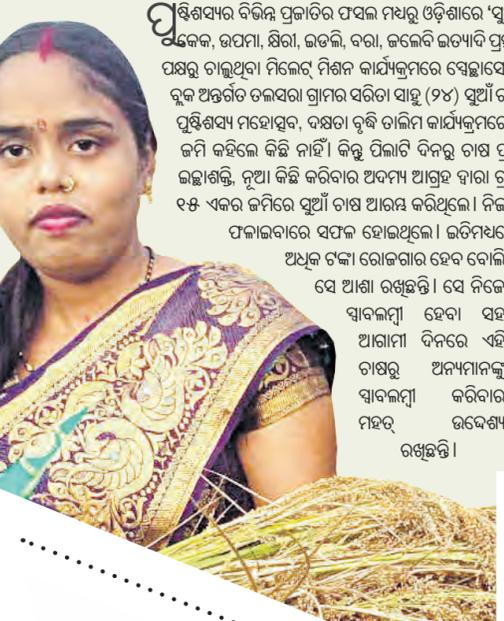 ପୁଷ୍ଟିଶସ୍ୟର ବିଭିନ୍ନ ପ୍ରଜାତିର ଫସଲ ମଧ୍ୟରୁ ଓଡ଼ିଶାରେ ‘ସୁ
କେକ, ଉପମା, କ୍ଷିରୀ, ଇଡଲି, ବରା, ଜଲେବି ଇତ୍ୟାଦି
ପକ୍ଷରୁ ଚାଲୁଥିବା ମିଲେଟ୍ ମିଶନ କାର୍ଯ୍ୟକ୍ରମରେ
ବ୍ଲକ ଅନ୍ତର୍ଗତ ତଲସରା ଗ୍ରାମର ସରିତା ସାହୁ (୨୪) ସୁଆଁ
ପୁଷ୍ଟିଶସ୍ୟ ମହୋତ୍ସବ, ଦକ୍ଷତା ବୃଦ୍ଧି ତାଲିମ କାର୍ଯ୍ୟକ୍ରମରେ
ଜମି କହିଲେ କିଛି ନାହିଁ। କିନ୍ତୁ ପିଲାଟି ଦିନରୁ ଚାଷ
ଇଚ୍ଛାଶକ୍ତି, ନୂଆ କିଛି କରିବାର ଅଦମ୍ୟ ଆଗ୍ରହ ଦ୍ୱାରା
୧୫ ଏକର ଜମିରେ ସୁଆଁ ଚାଷ ଆରମ୍ଭ କରିଥିଲେ। ନିଜ
ଫଳାଇବାରେ ସଫଳ ହୋଇଥିଲେ। ଇତିମଧ୍ୟରେ
ଅଧିକ ଟଙ୍କା ରୋଜଗାର ହେବ ବୋଲି
ସେ ଆଶା ରଖିଛନ୍ତି। ସେ ନିଜେ
ସ୍ୱାବଲମ୍ବୀ ହେବା ସହ
ଆଗାମୀ ଦିନରେ ଏହି
ଚାଷରୁ ଅନ୍ୟମାନଙ୍କୁ
ସ୍ୱାବଲମ୍ବୀ କରିବାର
ମହତ୍ ଉଦ୍ଦେଶ୍ୟ
ରଖିଛନ୍ତି।